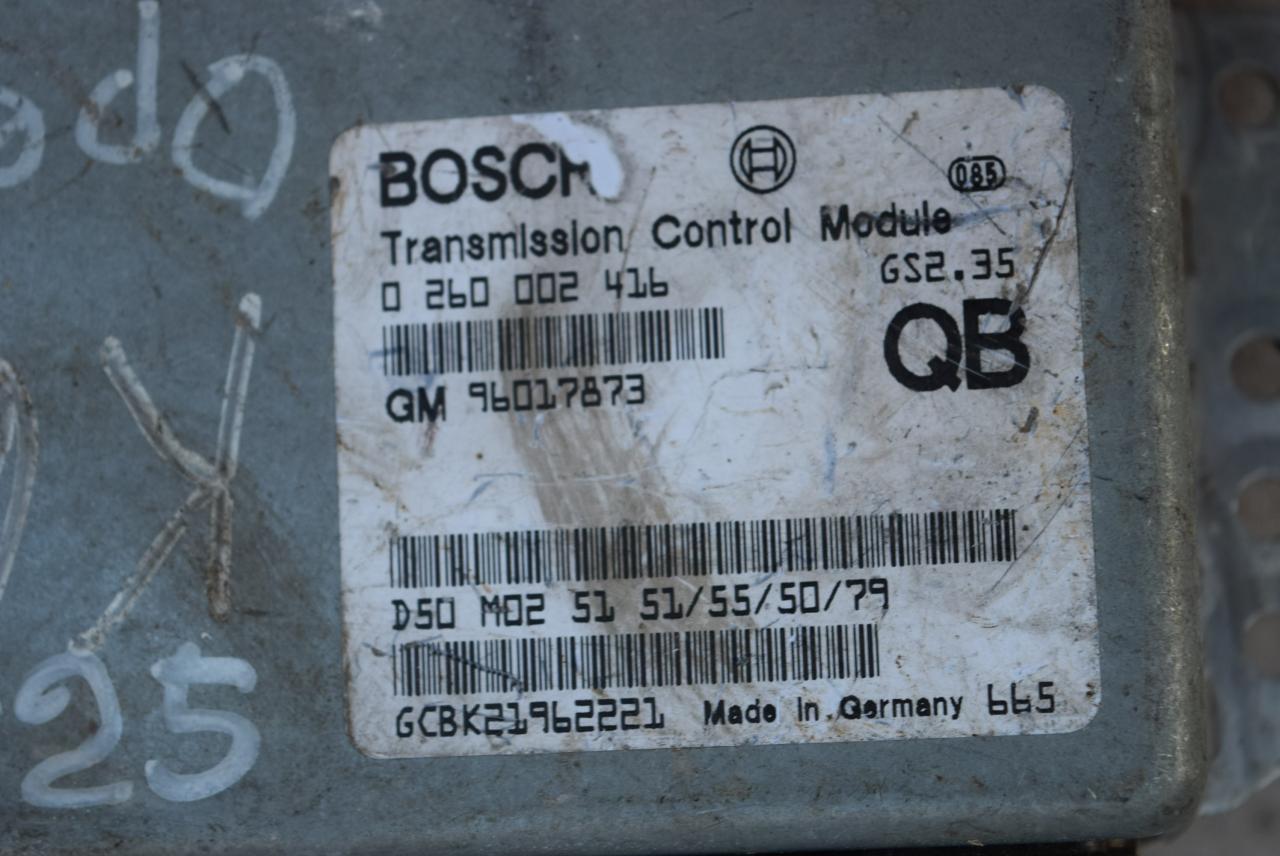 BOSCH
085
Transmission Control Module
0 260 002 416
GS2.35
QB
GM 96017873
D50 M02 51 51/55/50/79
GCBK21962221 Made in Germany 665
25